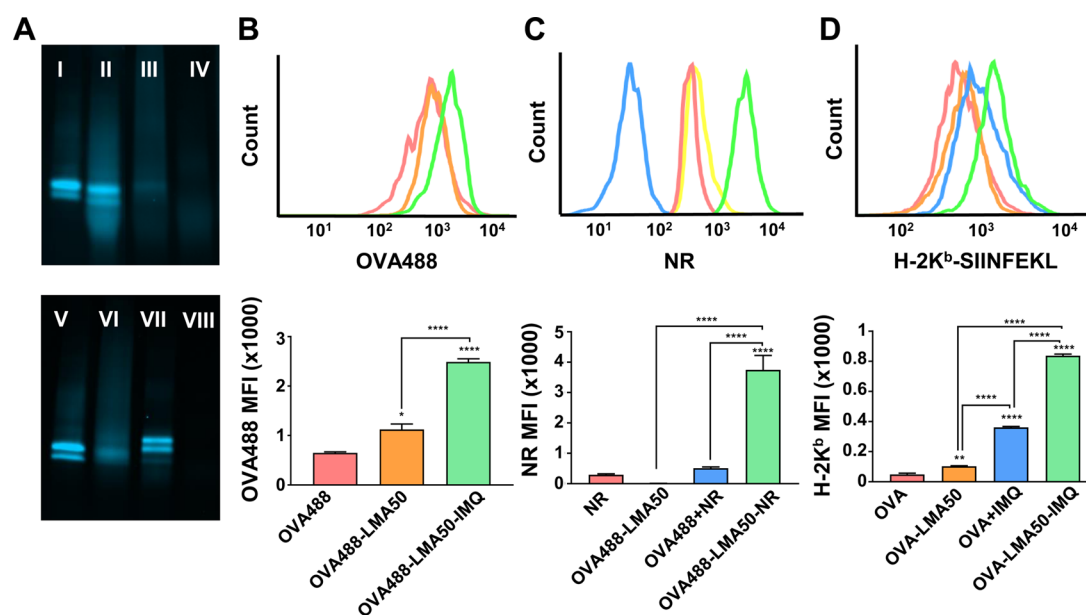 A
I II III IV
V VI VII VIII
B
Count
10¹ 10² 10³ 10⁴
OVA488
OVA488 MFI (x1000)
3
2
1
0
*
****
****
OVA488
OVA488-LMA50
OVA488-LMA50-IMQ
C
Count
10¹ 10² 10³ 10⁴
NR
NR MFI (x1000)
5
4
3
2
1
0
****
****
****
NR
OVA488-LMA50
OVA488+NR
OVA488-LMA50-NR
D
Count
10² 10³ 10⁴
H-2Kᵇ-SIINFEKL
H-2Kᵇ MFI (x1000)
1
0.8
0.6
0.4
0.2
0
**
****
****
****
****
****
OVA
OVA-LMA50
OVA+IMQ
OVA-LMA50-IMQ